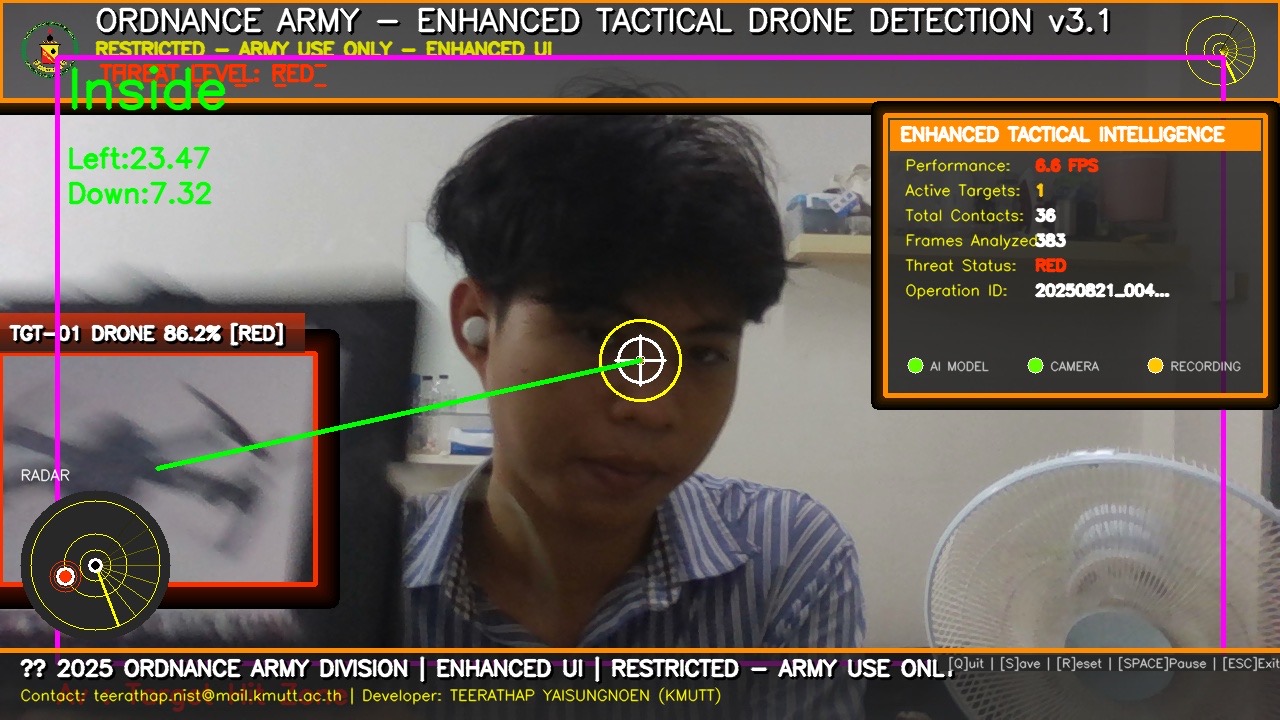 ORDNANCE ARMY - ENHANCED TACTICAL DRONE DETECTION v3.1
RESTRICTED - ARMY USE ONLY - ENHANCED UI
THREAT LEVEL: RED
Inside
Left:23.47
Down:7.32
ENHANCED TACTICAL INTELLIGENCE
Performance: 6.6 FPS
Active Targets: 1
Total Contacts: 36
Frames Analyzed 383
Threat Status: RED
Operation ID: 20250821_004...
AI MODEL CAMERA RECORDING
TGT-01 DRONE 86.2% [RED]
RADAR
?? 2025 ORDNANCE ARMY DIVISION | ENHANCED UI | RESTRICTED - ARMY USE ONL
[Q]uit | [S]ave | [R]eset | [SPACE]Pause | [ESC]Exit
Contact: teerathap.nist@mail.kmutt.ac.th | Developer: TEERATHAP YAISUNGNOEN (KMUTT)